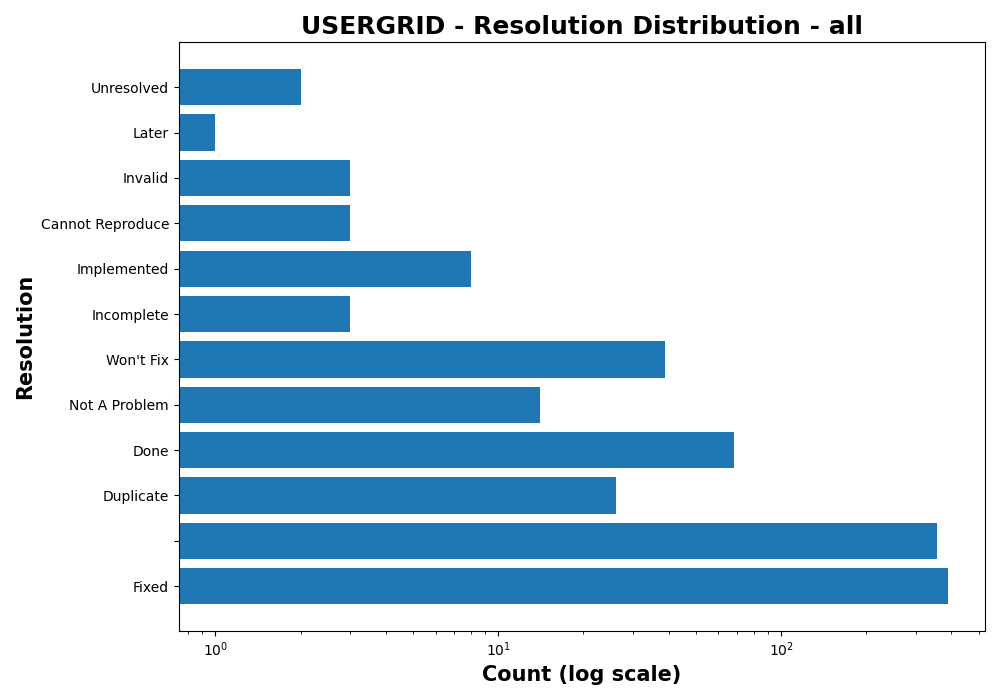 USERGRID - Resolution Distribution - all
Unresolved
Later
Invalid
Cannot Reproduce
Implemented
Incomplete
Won't Fix
Not A Problem
Done
Duplicate
Fixed
Resolution
10⁰ 10¹ 10²
Count (log scale)